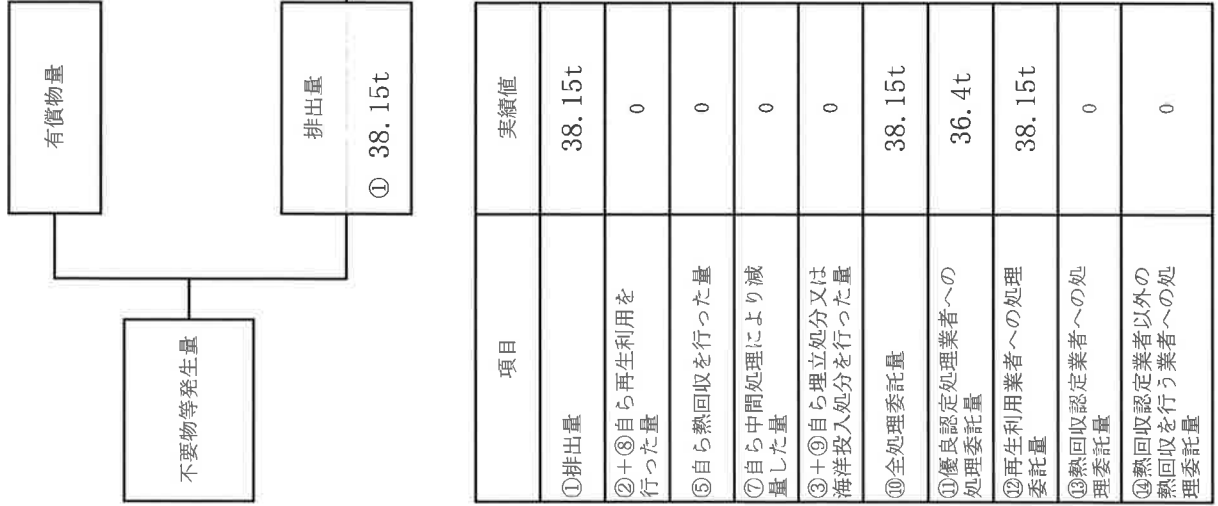 不要物等発生量
有償物量
排出量
① 38.15t
項目
実績値
①排出量
38.15t
②+⑧自ら再生利用を
行った量
0
⑤自ら熱回収を行った量
0
⑦自ら中間処理により減
量した量
0
③+⑨自ら埋立処分又は
海洋投入処分を行った量
0
⑩全処理委託量
38.15t
⑪優良認定処理業者への
処理委託量
36.4t
⑫再生利用業者への処理
委託量
38.15t
⑬熱回収認定業者への処
理委託量
0
⑭熱回収認定業者以外の
熱回収を行う業者への処
理委託量
0